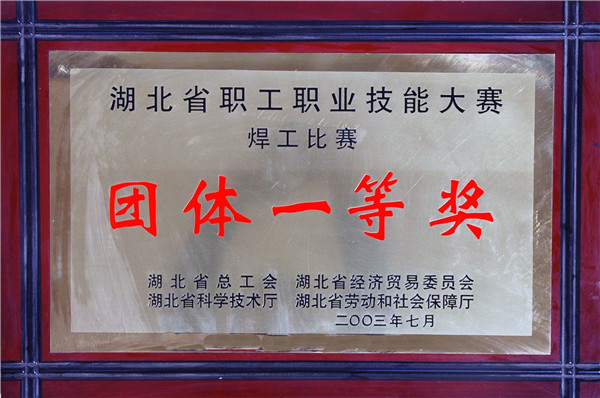 湖北省职工职业技能大赛
焊工比赛
团体一等奖
湖北省总工会 湖北省经济贸易委员会
湖北省科学技术厅 湖北省劳动和社会保障厅
二〇〇三年七月